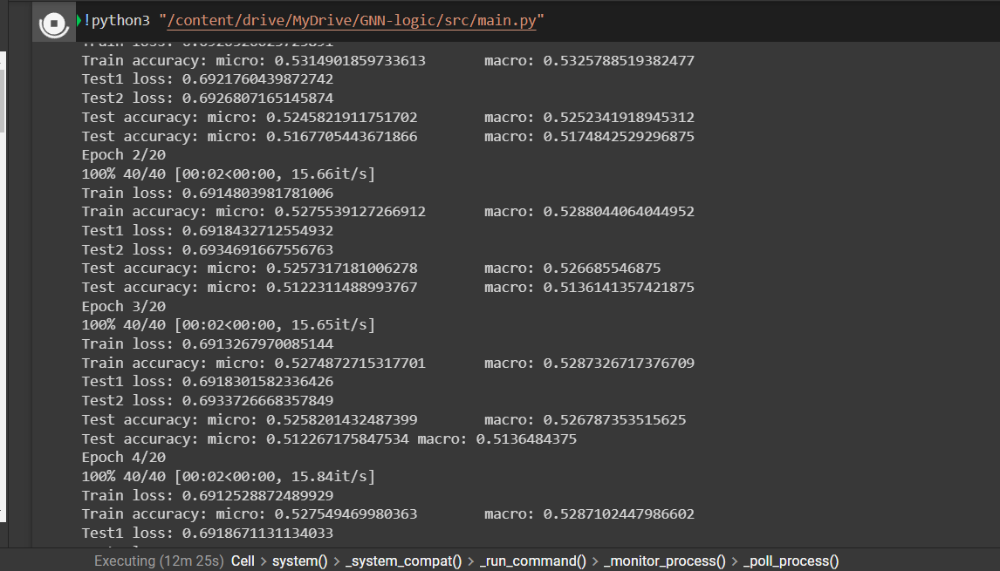 !python3 "/content/drive/MyDrive/GNN-logic/src/main.py"
Train accuracy: micro: 0.5314901859733613 macro: 0.5325788519382477
Test1 loss: 0.6921760439872742
Test2 loss: 0.6926807165145874
Test accuracy: micro: 0.5245821911751702 macro: 0.5252341918945312
Test accuracy: micro: 0.5167705443671866 macro: 0.5174842529296875
Epoch 2/20
100% 40/40 [00:02<00:00, 15.66it/s]
Train loss: 0.6914803981781006
Train accuracy: micro: 0.5275539127266912 macro: 0.5288044064044952
Test1 loss: 0.6918432712554932
Test2 loss: 0.6934691667556763
Test accuracy: micro: 0.5257317181006278 macro: 0.526685546875
Test accuracy: micro: 0.5122311488993767 macro: 0.5136141357421875
Epoch 3/20
100% 40/40 [00:02<00:00, 15.65it/s]
Train loss: 0.6913267970085144
Train accuracy: micro: 0.5274872715317701 macro: 0.5287326717376709
Test1 loss: 0.6918301582336426
Test2 loss: 0.6933726668357849
Test accuracy: micro: 0.5258201432487399 macro: 0.526787353515625
Test accuracy: micro: 0.512267175847534 macro: 0.5136484375
Epoch 4/20
100% 40/40 [00:02<00:00, 15.84it/s]
Train loss: 0.6912528872489929
Train accuracy: micro: 0.527549469980363 macro: 0.5287102447986602
Test1 loss: 0.6918671131134033
Executing (12m 25s) Cell > system() > _system_compat() > _run_command() > _monitor_process() > _poll_process()